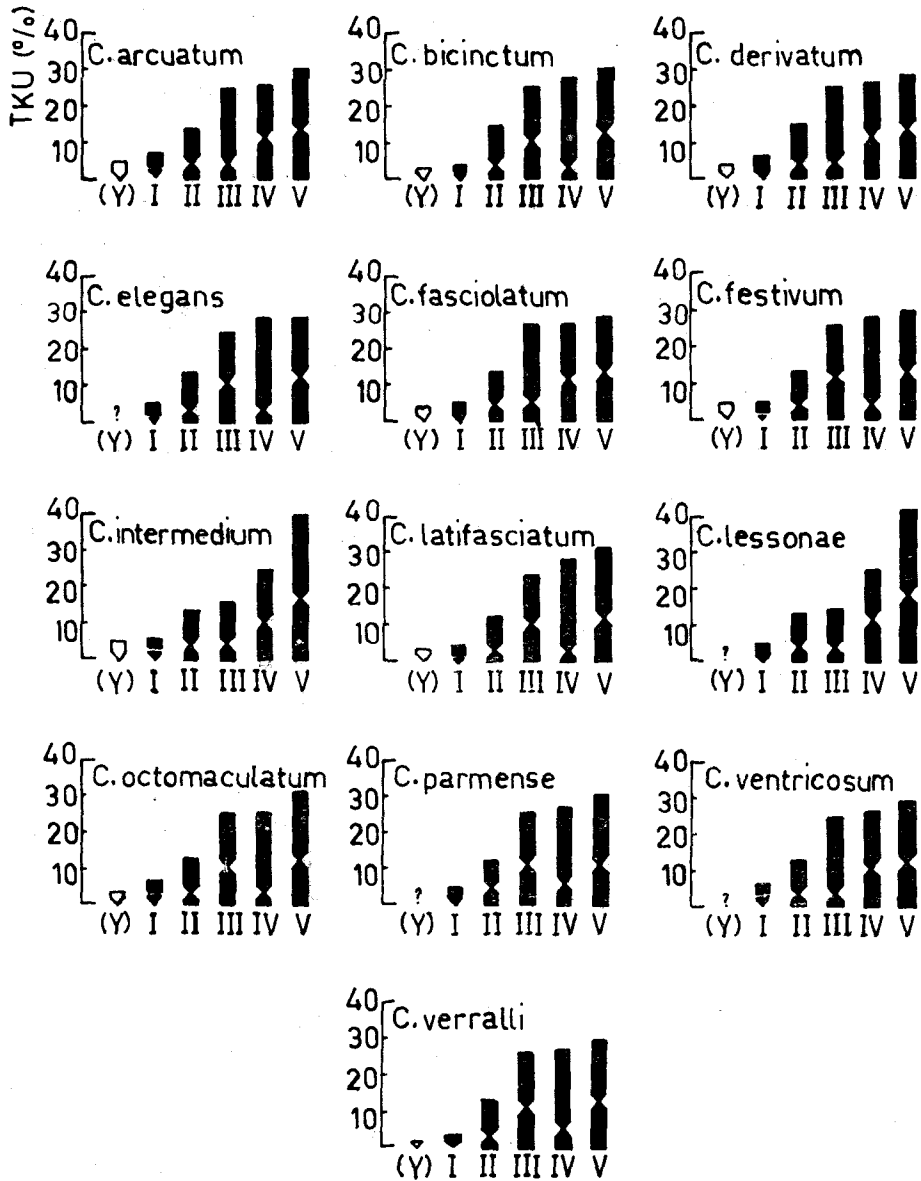 TKU (%)
40 40 40
C. arcuatum C. bicinctum C. derivatum
30 30 30
20 20 20
10 10 10
(Y) I II III IV V (Y) I II III IV V (Y) I II III IV V
40 40 40
C. elegans C. fasciolatum C. festivum
30 30 30
20 20 20
10 10 10
?
(Y) I II III IV V (Y) I II III IV V (Y) I II III IV V
40 40 40
C. intermedium C. latifasciatum C. lessonae
30 30 30
20 20 20
10 10 10
?
(Y) I II III IV V (Y) I II III IV V (Y) I II III IV V
40 40 40
C. octomaculatum C. parmense C. ventricosum
30 30 30
20 20 20
10 10 10
? ?
(Y) I II III IV V (Y) I II III IV V (Y) I II III IV V
40
C. verralli
30
20
10
(Y) I II III IV V